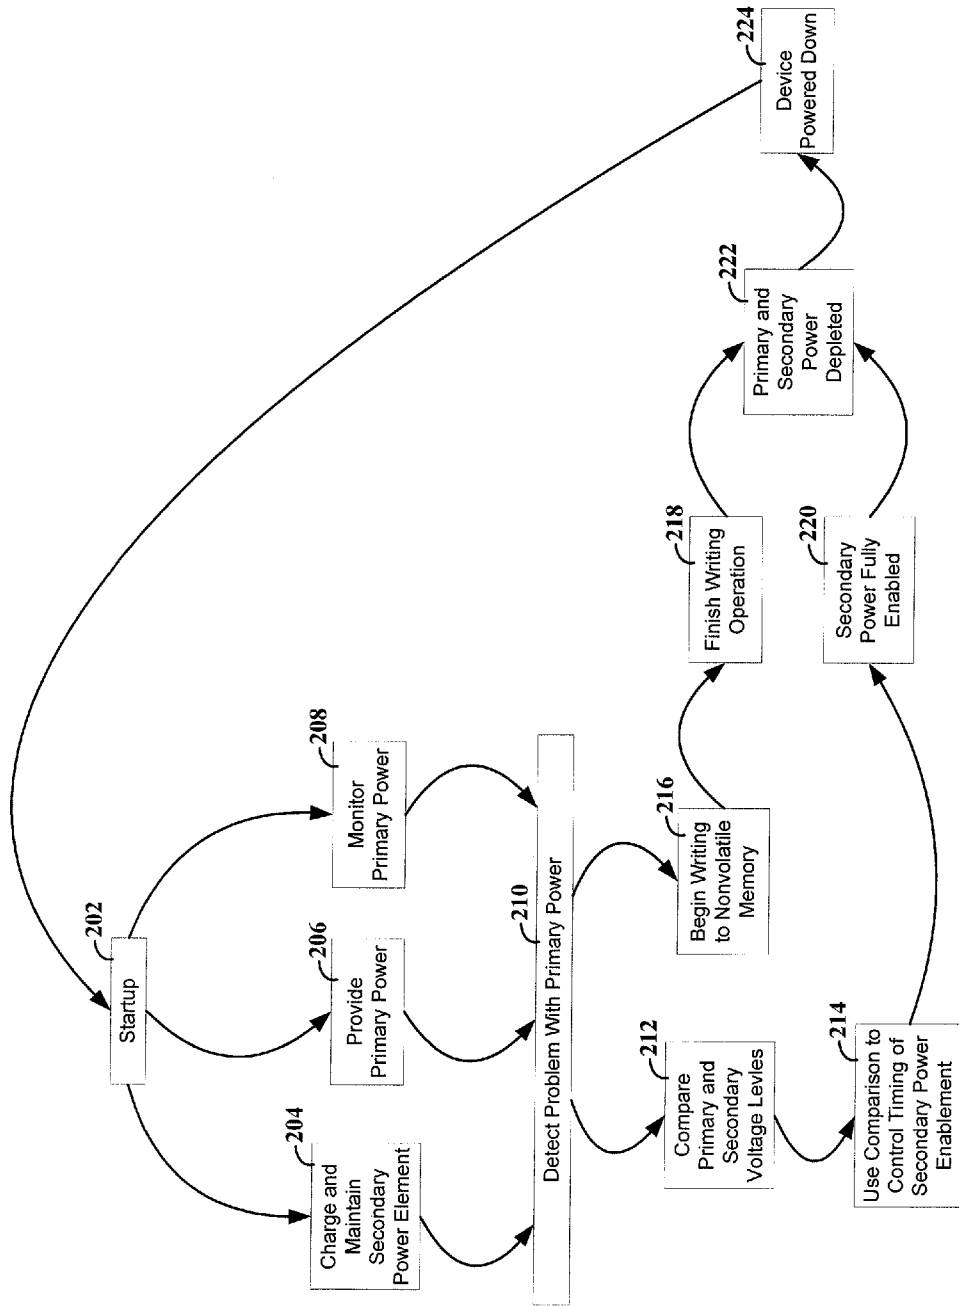 202
Startup
204
Charge and
Maintain
Secondary
Power Element
206
Provide
Primary Power
208
Monitor
Primary Power
210
Detect Problem With Primary Power
212
Compare
Primary and
Secondary
Voltage Levles
214
Use Comparison to
Control Timing of
Secondary Power
Enablement
216
Begin Writing
to Nonvolatile
Memory
218
Finish Writing
Operation
220
Secondary
Power Fully
Enabled
222
Primary and
Secondary
Power
Depleted
224
Device
Powered Down